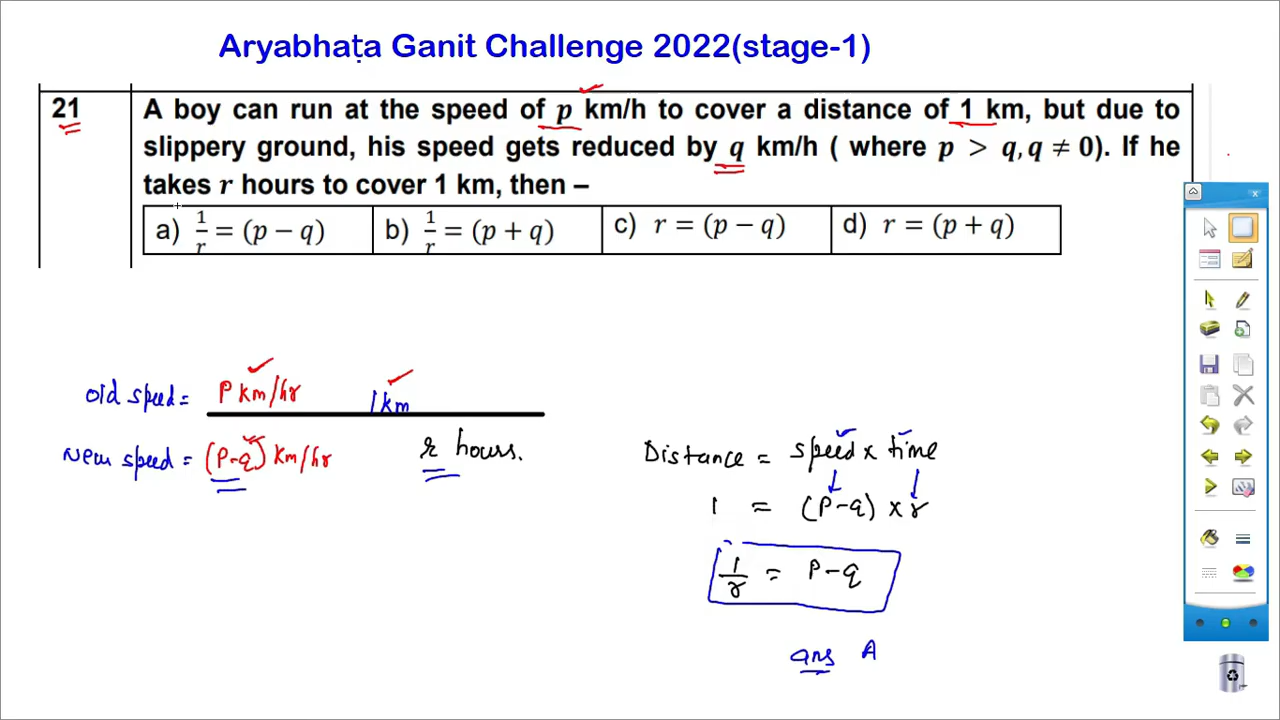 Aryabhaṭa Ganit Challenge 2022(stage-1)
21 A boy can run at the speed of p km/h to cover a distance of 1 km, but due to
slippery ground, his speed gets reduced by q km/h ( where p > q, q ≠ 0). If he
takes r hours to cover 1 km, then –
a) 1/r = (p − q) b) 1/r = (p + q) c) r = (p − q) d) r = (p + q)
old speed = P km/hr 1 km
New speed = (P-q) km/hr r hours.
Distance = speed x time
1 = (P-q) x r
1/r = P-q
ans A